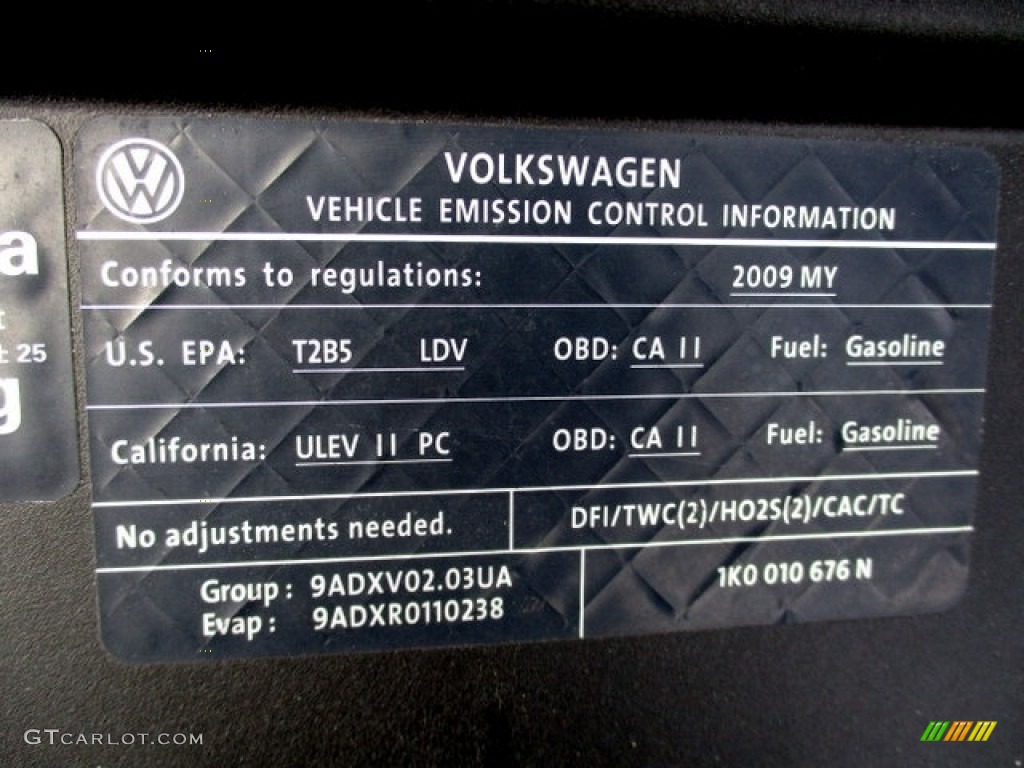 VOLKSWAGEN
VEHICLE EMISSION CONTROL INFORMATION
Conforms to regulations: 2009 MY
U.S. EPA: T2B5 LDV OBD: CA II Fuel: Gasoline
California: ULEV II PC OBD: CA II Fuel: Gasoline
No adjustments needed. DFI/TWC(2)/HO2S(2)/CAC/TC
Group: 9ADXV02.03UA 1K0 010 676 N
Evap: 9ADXR0110238
a
t
± 25
g
GTcarlot.com